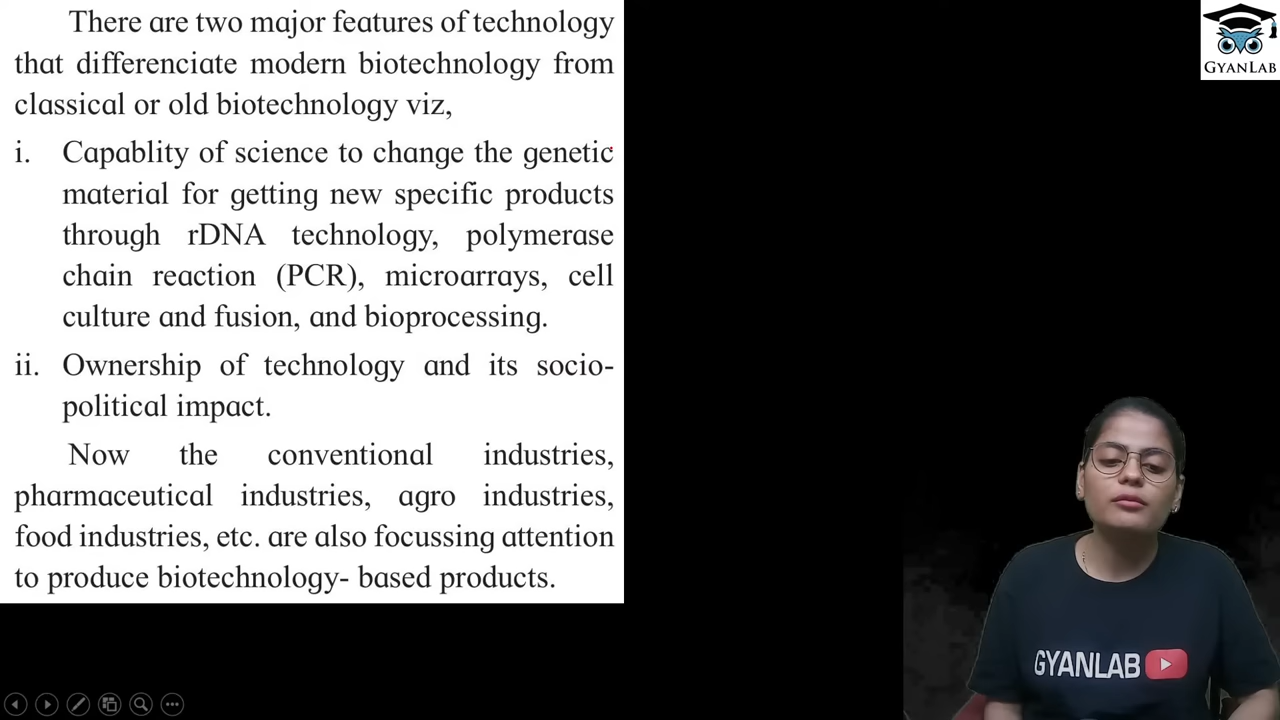 There are two major features of technology
that differenciate modern biotechnology from
classical or old biotechnology viz,
i. Capablity of science to change the genetic
material for getting new specific products
through rDNA technology, polymerase
chain reaction (PCR), microarrays, cell
culture and fusion, and bioprocessing.
ii. Ownership of technology and its socio-
political impact.
Now the conventional industries,
pharmaceutical industries, agro industries,
food industries, etc. are also focussing attention
to produce biotechnology- based products.
GYANLAB
GYANLAB